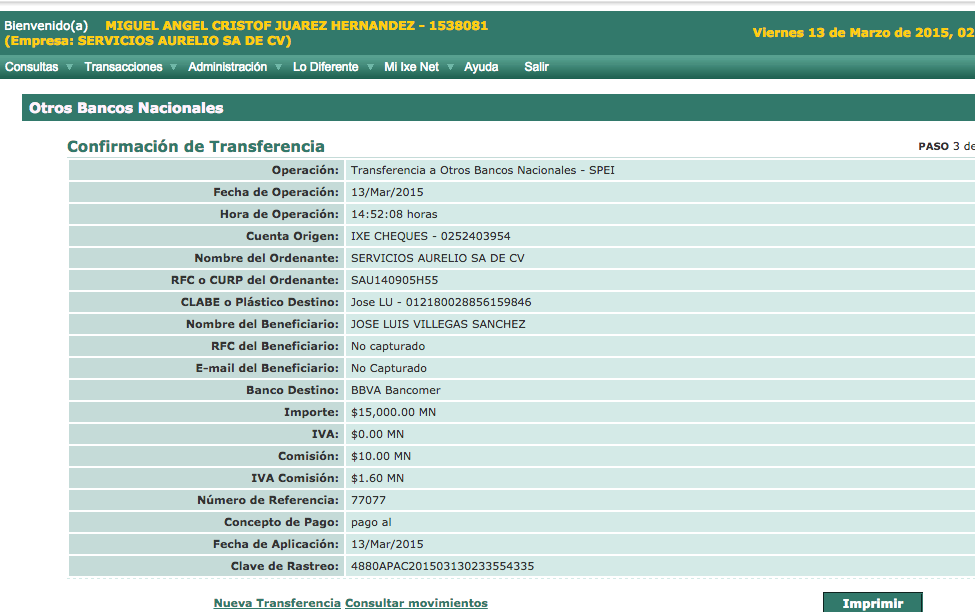 Bienvenido(a) MIGUEL ANGEL CRISTOF JUAREZ HERNANDEZ - 1538081
(Empresa: SERVICIOS AURELIO SA DE CV)
Viernes 13 de Marzo de 2015, 02
Consultas Transacciones Administración Lo Diferente Mi Ixe Net Ayuda Salir
Otros Bancos Nacionales
Confirmación de Transferencia PASO 3 de
Operación: Transferencia a Otros Bancos Nacionales - SPEI
Fecha de Operación: 13/Mar/2015
Hora de Operación: 14:52:08 horas
Cuenta Origen: IXE CHEQUES - 0252403954
Nombre del Ordenante: SERVICIOS AURELIO SA DE CV
RFC o CURP del Ordenante: SAU140905H55
CLABE o Plástico Destino: Jose LU - 012180028856159846
Nombre del Beneficiario: JOSE LUIS VILLEGAS SANCHEZ
RFC del Beneficiario: No capturado
E-mail del Beneficiario: No Capturado
Banco Destino: BBVA Bancomer
Importe: $15,000.00 MN
IVA: $0.00 MN
Comisión: $10.00 MN
IVA Comisión: $1.60 MN
Número de Referencia: 77077
Concepto de Pago: pago al
Fecha de Aplicación: 13/Mar/2015
Clave de Rastreo: 4880APAC201503130233554335
Nueva Transferencia Consultar movimientos Imprimir